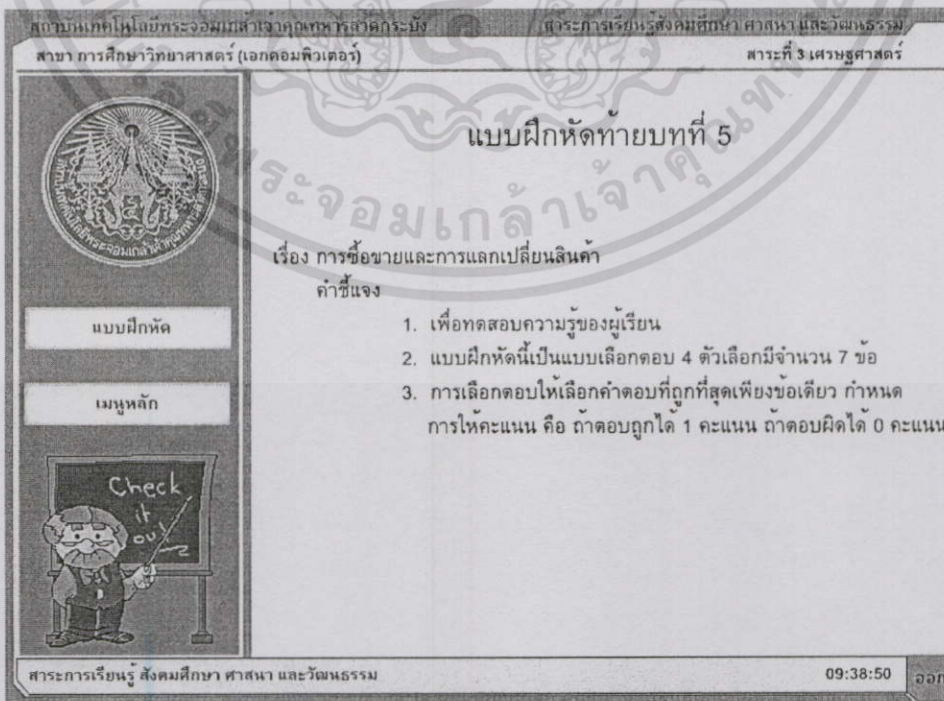 สถาบันเทคโนโลยีพระจอมเกล้าเจ้าคุณทหารลาดกระบัง
สาระการเรียนรู้สังคมศึกษา ศาสนา และวัฒนธรรม
สาขา การศึกษาวิทยาศาสตร์ (เอกคอมพิวเตอร์)
สาระที่ 3 เศรษฐศาสตร์
แบบฝึกหัดท้ายบทที่ 5
พระจอมเกล้าเจ้าคุณท
เรื่อง การซื้อขายและการแลกเปลี่ยนสินค้า
คำชี้แจง
1. เพื่อทดสอบความรู้ของผู้เรียน
2. แบบฝึกหัดนี้เป็นแบบเลือกตอบ 4 ตัวเลือกมีจำนวน 7 ข้อ
3. การเลือกตอบให้เลือกคำตอบที่ถูกที่สุดเพียงข้อเดียว กำหนด
การให้คะแนน คือ ถ้าตอบถูกได้ 1 คะแนน ถ้าตอบผิดได้ 0 คะแนน
แบบฝึกหัด
เมนูหลัก
Check
it
out!
สาระการเรียนรู้ สังคมศึกษา ศาสนา และวัฒนธรรม
09:38:50
ออก